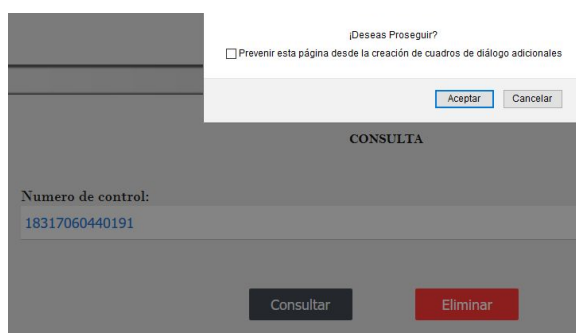 ¡Deseas Proseguir?
Prevenir esta página desde la creación de cuadros de diálogo adicionales
Aceptar Cancelar
CONSULTA
Numero de control:
18317060440191
Consultar Eliminar